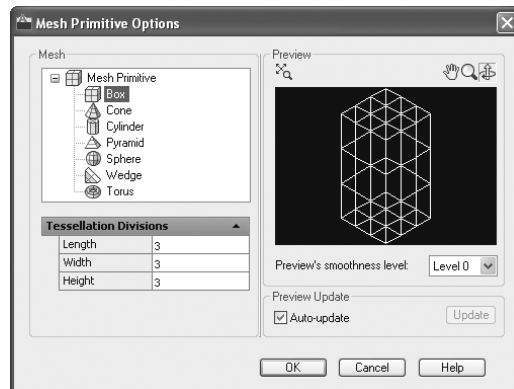 Mesh Primitive Options
Mesh
Mesh Primitive
Box
Cone
Cylinder
Pyramid
Sphere
Wedge
Torus
Tessellation Divisions
Length 3
Width 3
Height 3
Preview
Preview's smoothness level: Level 0
Preview Update
Auto-update Update
OK Cancel Help